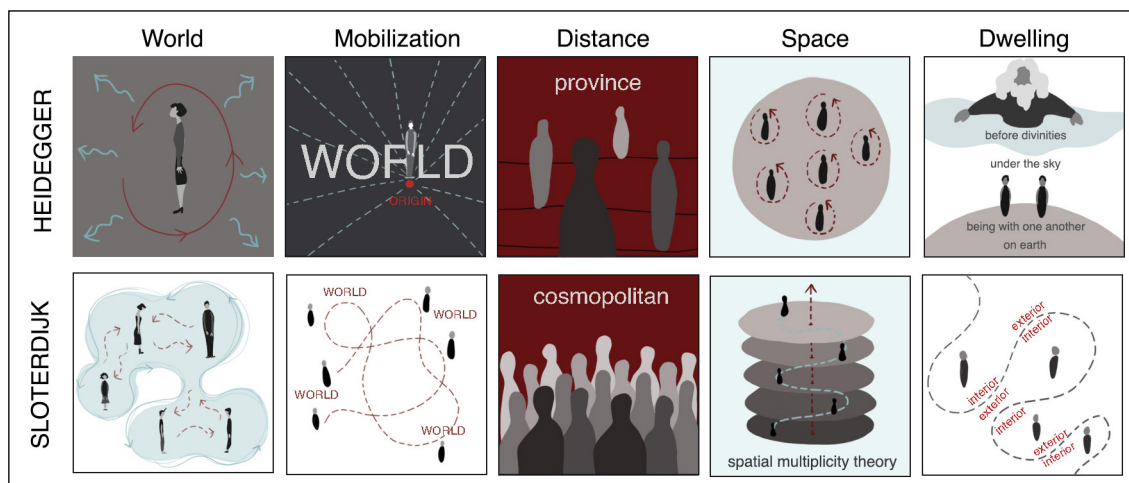 World
Mobilization
Distance
Space
Dwelling
HEIDEGGER
WORLD
ORIGIN
province
before divinities
under the sky
being with one another
on earth
SLOTERDIJK
WORLD
WORLD
WORLD
WORLD
WORLD
cosmopolitan
spatial multiplicity theory
exterior
interior
interior
exterior
interior
exterior
interior